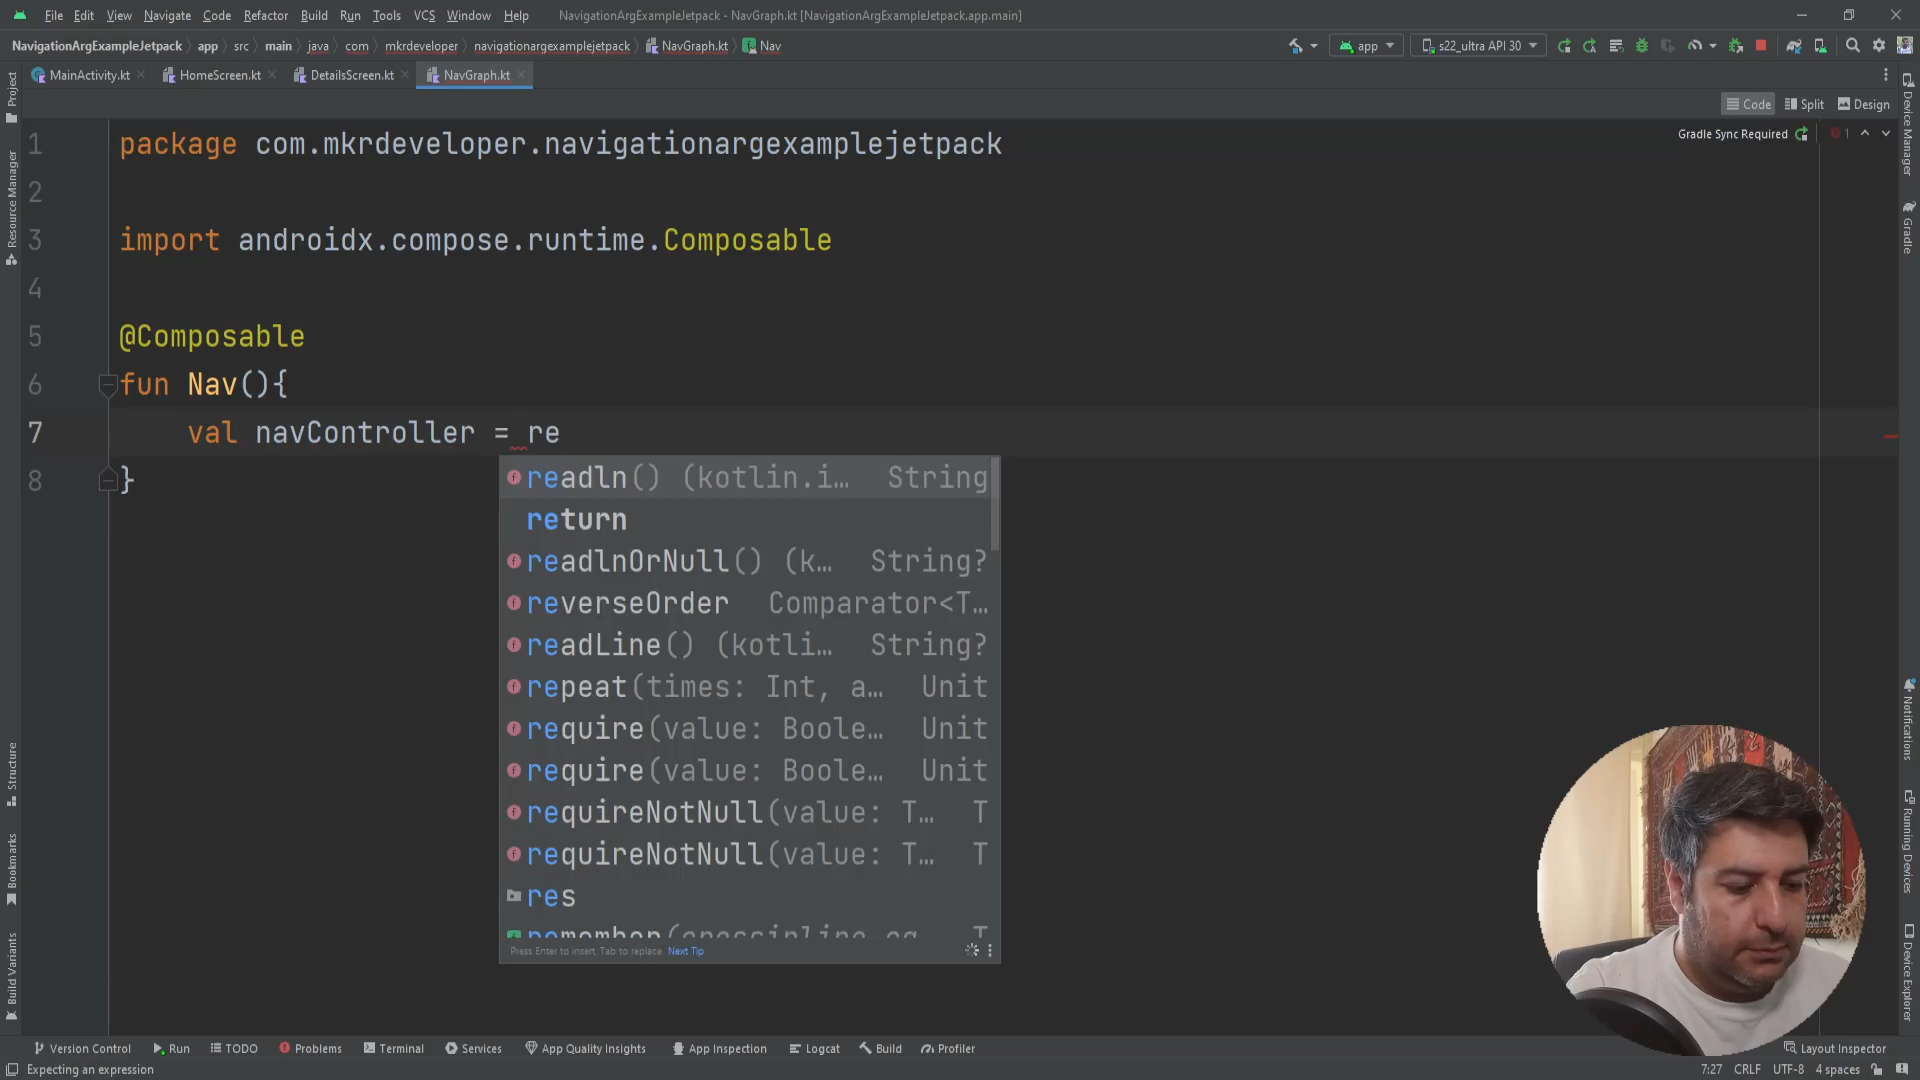 File Edit View Navigate Code Refactor Build Run Tools VCS Window Help NavigationArgExampleJetpack - NavGraph.kt [NavigationArgExampleJetpack.app.main]
NavigationArgExampleJetpack app src main java com mkrdeveloper navigationargexamplejetpack NavGraph.kt Nav app s22_ultra API 30
MainActivity.kt HomeScreen.kt DetailsScreen.kt NavGraph.kt
Code Split Design
Gradle Sync Required 1
1 package com.mkrdeveloper.navigationargexamplejetpack
2
3 import androidx.compose.runtime.Composable
4
5 @Composable
6 fun Nav(){
7 val navController = re
8 }
readln() (kotlin.i… String
return
readlnOrNull() (k… String?
reverseOrder Comparator<T…
readLine() (kotli… String?
repeat(times: Int, a… Unit
require(value: Boole… Unit
require(value: Boole… Unit
requireNotNull(value: T… T
requireNotNull(value: T… T
res
remember(crossinline ca… T
Press Enter to insert, Tab to replace Next Tip
Project
Resource Manager
Structure
Bookmarks
Build Variants
Device Manager
Gradle
Notifications
Running Devices
Device Explorer
Version Control Run TODO Problems Terminal Services App Quality Insights App Inspection Logcat Build Profiler Layout Inspector
Expecting an expression 7:27 CRLF UTF-8 4 spaces